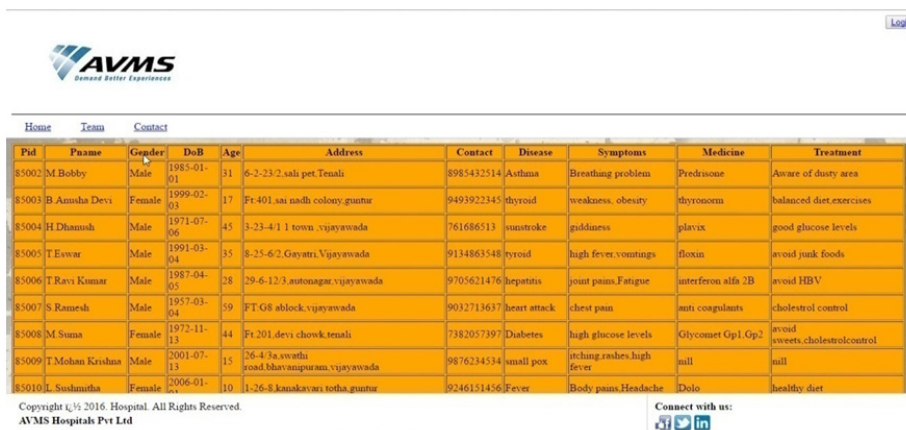 Logi
AVMS
Demand Better Experiences
Home Team Contact
Pid Pname Gender DoB Age Address Contact Disease Symptoms Medicine Treatment
85002 M.Bobby Male 1985-01-01 31 6-2-23/2,sali pet,Tenali 8985432514 Asthma Breathing problem Predrisone Aware of dusty area
85003 B.Anusha Devi Female 1999-02-03 17 Ft:401,sai nadh colony,guntur 9493922345 thyroid weakness, obesity thyronorm balanced diet,exercises
85004 H.Dhanush Male 1971-07-06 45 3-23-4/1 1 town ,vijayawada 761686513 sunstroke giddiness plavix good glucose levels
85005 T.Eswar Male 1991-03-04 35 8-25-6/2,Gayatri,Vijayawada 9134863548 tyroid high fever,vomtings floxin avoid junk foods
85006 T.Ravi Kumar Male 1987-04-05 28 29-6-12/3,autonagar,vijayawada 9705621476 hepatitis joint pains,Fatigue interferon alfa 2B avoid HBV
85007 S.Ramesh Male 1957-03-04 59 FT:G8 ablock,vijayawada 9032713637 heart attack chest pain anti coagulants cholestrol control
85008 M.Suma Female 1972-11-13 44 Ft:201,devi chowk,tenali 7382057397 Diabetes high glucose levels Glycomet Gp1,Gp2 avoid sweets,cholestrolcontrol
85009 T.Mohan Krishna Male 2001-07-13 15 26-4/3a,swathi road,bhavanipuram,vijayawada 9876234534 small pox itching,rashes,high fever nill nill
85010 L.Sushmitha Female 2006-01- 10 1-26-8,kanakavari totha,guntur 9246151456 Fever Body pains,Headache Dolo healthy diet
Copyright ï¿½ 2016. Hospital. All Rights Reserved.
AVMS Hospitals Pvt Ltd
Connect with us: